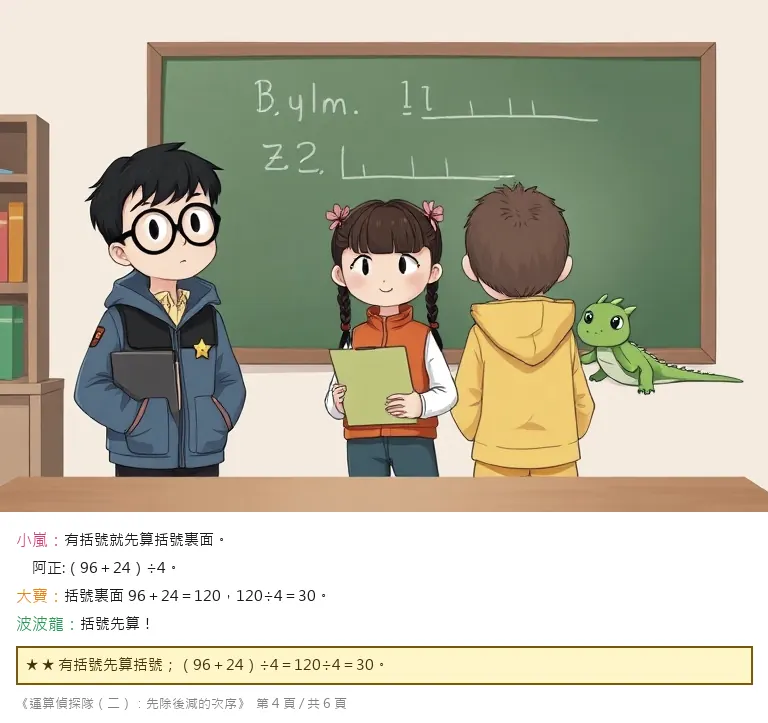 B.ylm. 11
Z 2.
小嵐：有括號就先算括號裏面。
阿正:（96＋24）÷4。
大寶：括號裏面 96＋24＝120，120÷4＝30。
波波龍：括號先算！
★★ 有括號先算括號；（96＋24）÷4＝120÷4＝30。
《運算偵探隊（二）：先除後減的次序》 第 4 頁 / 共 6 頁